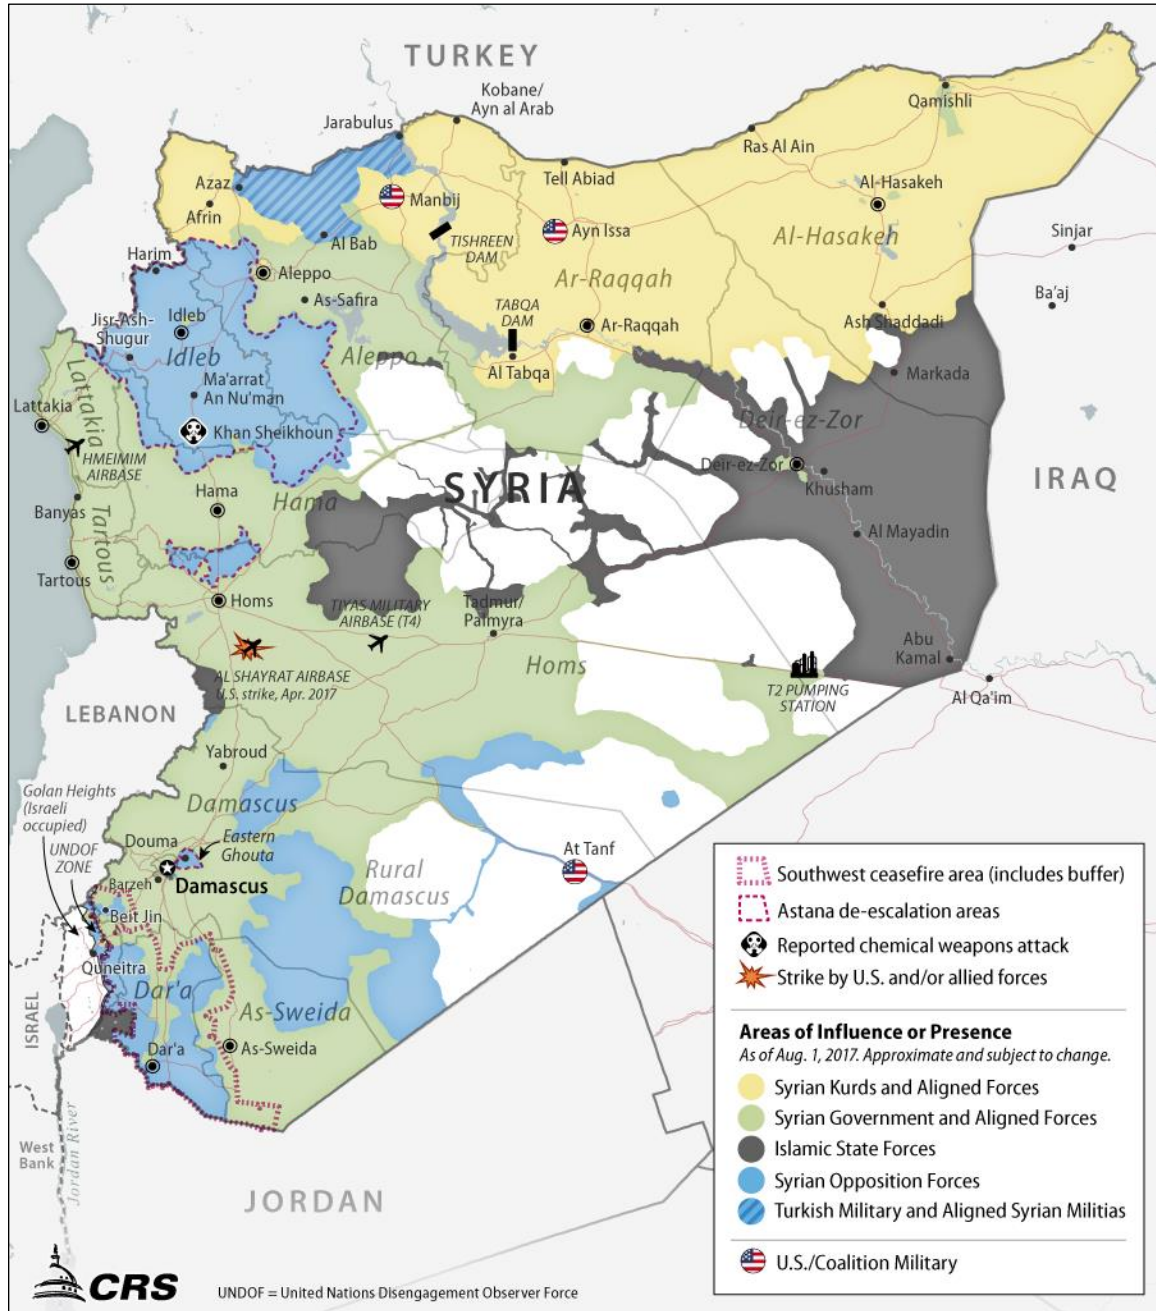 TURKEY
Kobane/
Ayn al Arab
Jarabulus
Qamishli
Ras Al Ain
Tell Abiad
Azaz
Afrin
Manbij
Ayn Issa
Al-Hasakeh
Al-Hasakeh
Sinjar
Al Bab
TISHREEN
DAM
Harim
Aleppo
Ar-Raqqah
Ba'aj
As-Safira
TABQA
DAM
Idleb
Jisr-Ash-
Shugur
Idleb
Aleppo
Ar-Raqqah
Ash Shaddadi
Al Tabqa
Markada
Ma'arrat
An Nu'man
Lattakia
Lattakia
Deir-ez-Zor
Khan Sheikhoun
HMEIMIM
AIRBASE
Deir-ez-Zor
Khusham
SYRIA
IRAQ
Hama
Hama
Banyas
Tartous
Al Mayadin
Tartous
Homs
TIYAS MILITARY
AIRBASE (T4)
Tadmur/
Palmyra
Abu
Kamal
Homs
AL SHAYRAT AIRBASE
U.S. strike, Apr. 2017
T2 PUMPING
STATION
Al Qa'im
LEBANON
Yabroud
Golan Heights
(Israeli
occupied)
UNDOF
ZONE
Damascus
Douma
Eastern
Ghouta
Barzeh
Damascus
Rural
Damascus
At Tanf
Beit Jin
Quneitra
Dar'a
As-Sweida
ISRAEL
Dar'a
As-Sweida
West
Bank
Jordan River
JORDAN
Southwest ceasefire area (includes buffer)
Astana de-escalation areas
Reported chemical weapons attack
Strike by U.S. and/or allied forces
Areas of Influence or Presence
As of Aug. 1, 2017. Approximate and subject to change.
Syrian Kurds and Aligned Forces
Syrian Government and Aligned Forces
Islamic State Forces
Syrian Opposition Forces
Turkish Military and Aligned Syrian Militias
U.S./Coalition Military
CRS
UNDOF = United Nations Disengagement Observer Force